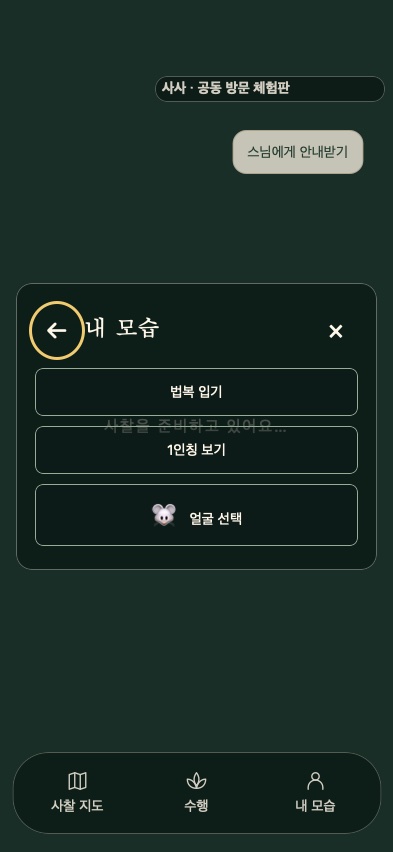 사사 · 공동 방문 체험판
스님에게 안내받기
내 모습
법복 입기
사찰을 준비하고 있어요...
1인칭 보기
얼굴 선택
사찰 지도
수행
내 모습